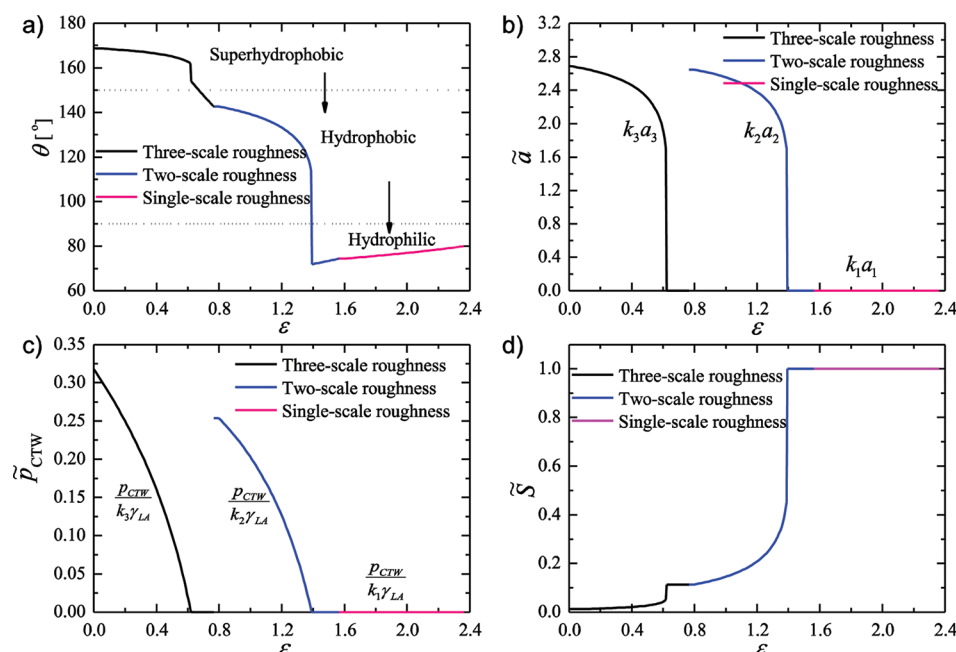 a)
180
160
140
120
100
80
60
θ[°]
Superhydrophobic
Hydrophobic
Three-scale roughness
Two-scale roughness
Single-scale roughness
Hydrophilic
0.0 0.4 0.8 1.2 1.6 2.0 2.4
ε
b)
3.6
3.0
2.4
1.8
1.2
0.6
0.0
ã
Three-scale roughness
Two-scale roughness
Single-scale roughness
k₃a₃
k₂a₂
k₁a₁
0.0 0.4 0.8 1.2 1.6 2.0 2.4
ε
c)
0.35
0.30
0.25
0.20
0.15
0.10
0.05
0.00
p̃CTW
Three-scale roughness
Two-scale roughness
Single-scale roughness
pCTW
k₃γLA
pCTW
k₂γLA
pCTW
k₁γLA
0.0 0.4 0.8 1.2 1.6 2.0 2.4
ε
d)
1.0
0.8
0.6
0.4
0.2
0.0
S̃
Three-scale roughness
Two-scale roughness
Single-scale roughness
0.0 0.4 0.8 1.2 1.6 2.0 2.4
ε